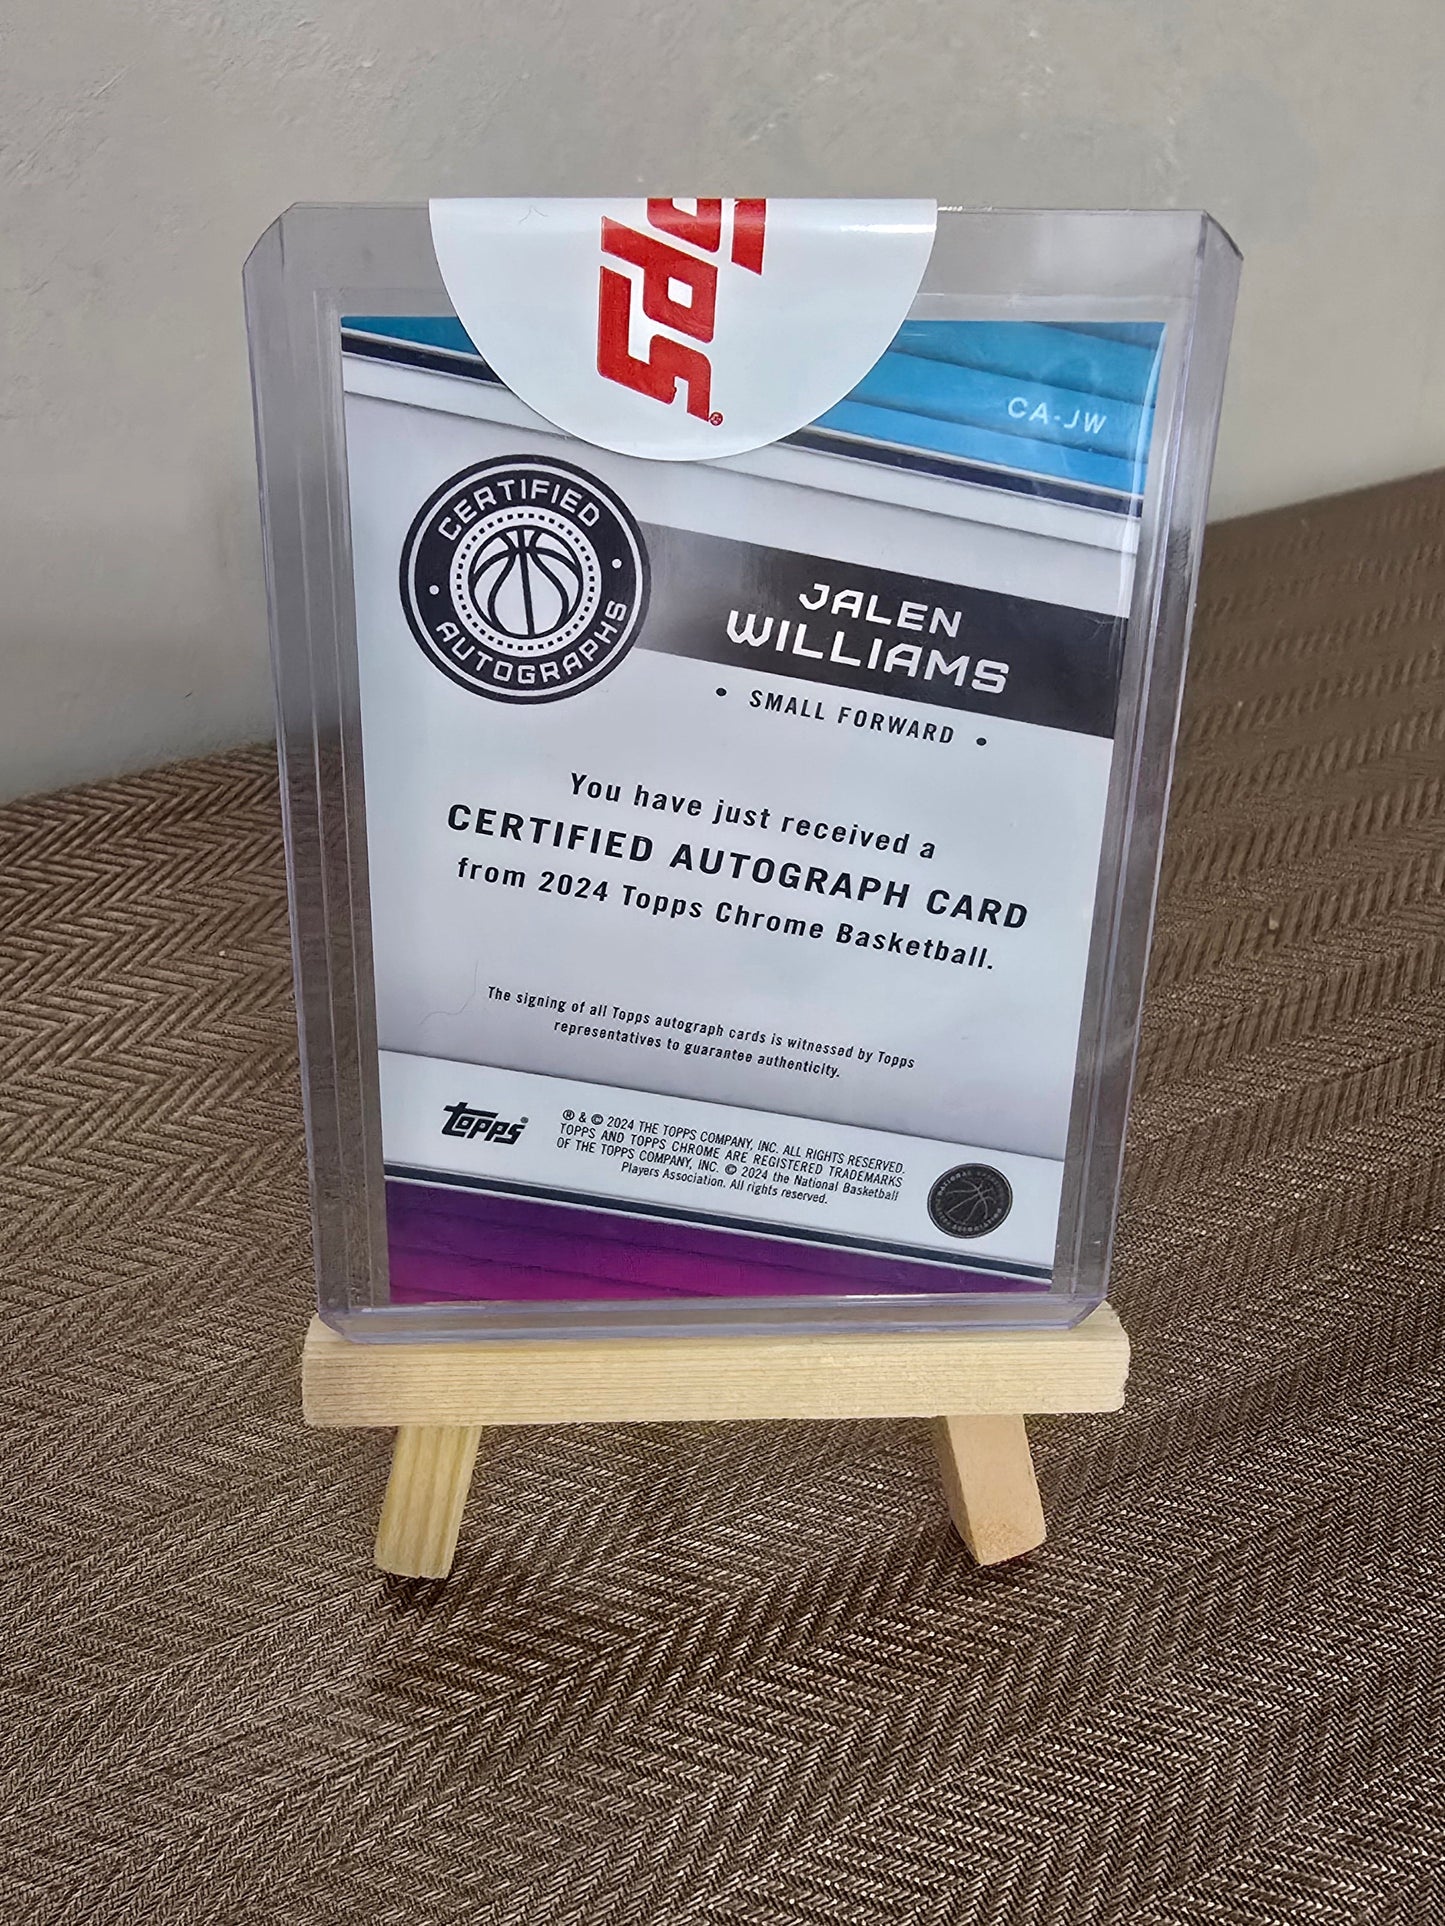 topps®
CA-JW
CERTIFIED
AUTOGRAPHS
JALEN
WILLIAMS
• SMALL FORWARD •
You have just received a
CERTIFIED AUTOGRAPH CARD
from 2024 Topps Chrome Basketball.
The signing of all Topps autograph cards is witnessed by Topps
representatives to guarantee authenticity.
topps®
® & © 2024 THE TOPPS COMPANY, INC. ALL RIGHTS RESERVED.
TOPPS AND TOPPS CHROME ARE REGISTERED TRADEMARKS
OF THE TOPPS COMPANY, INC. © 2024 the National Basketball
Players Association. All rights reserved.